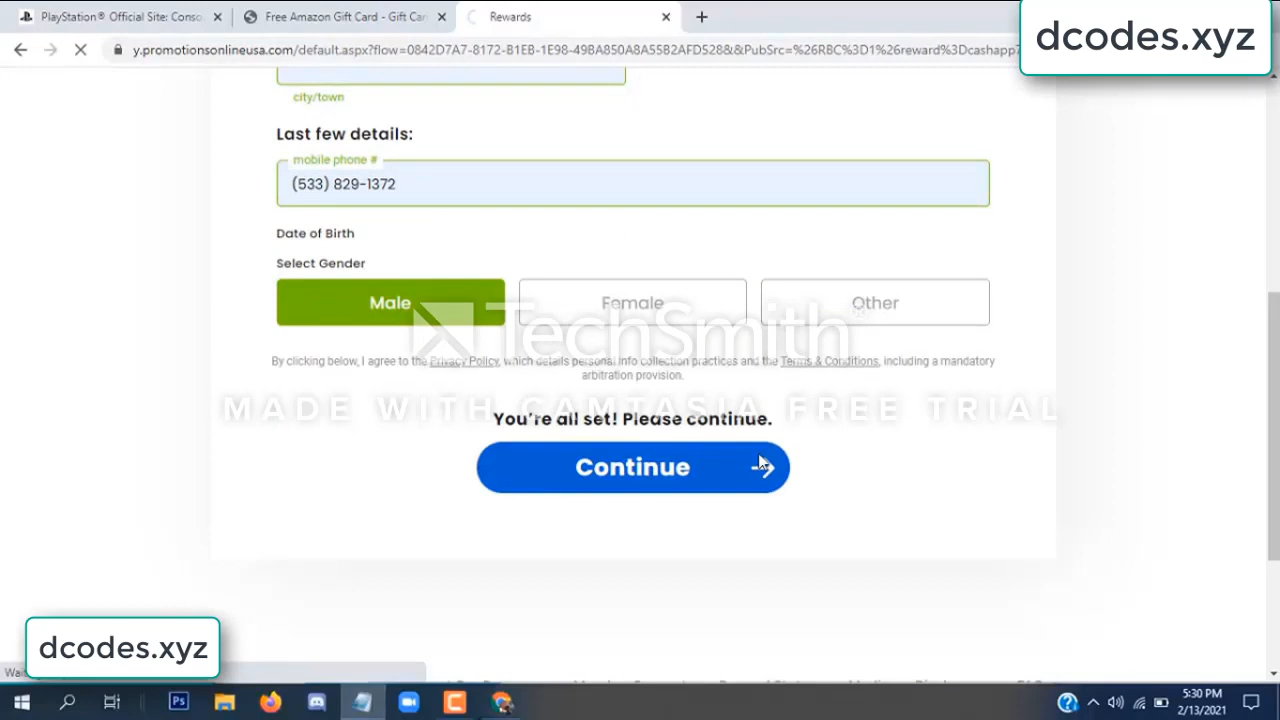 PlayStation® Official Site: Conso
Free Amazon Gift Card - Gift Car
Rewards
y.promotionsonlineusa.com/default.aspx?flow=0842D7A7-8172-B1EB-1E98-49BA850A8A55B2AFD528&&PubSrc=%26RBC%3D1%26reward%3Dcashapp7
dcodes.xyz
city/town
Last few details:
mobile phone #
(533) 829-1372
Date of Birth
Select Gender
Male
Female
Other
TechSmith
By clicking below, I agree to the Privacy Policy, which details personal info collection practices and the Terms & Conditions, including a mandatory
arbitration provision.
MADE WITH CAMTASIA FREE TRIAL
You're all set! Please continue.
Continue
dcodes.xyz
Ps
5:30 PM
2/13/2021